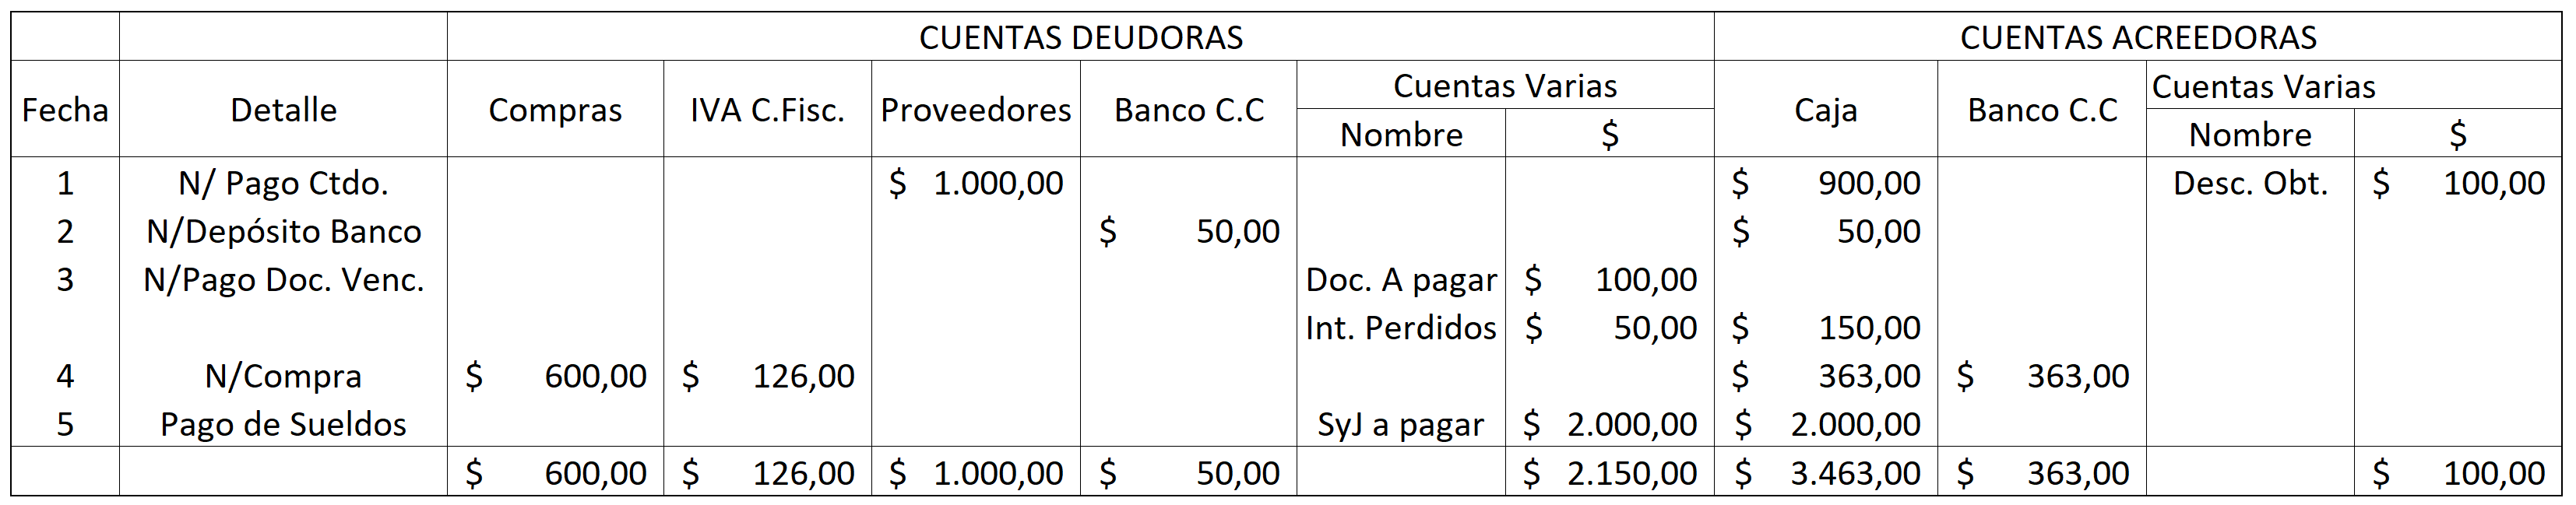 CUENTAS DEUDORAS CUENTAS ACREEDORAS
Fecha Detalle Compras IVA C.Fisc. Proveedores Banco C.C Cuentas Varias Caja Banco C.C Cuentas Varias
Nombre $ Nombre $
1 N/ Pago Ctdo. $ 1.000,00 $ 900,00 Desc. Obt. $ 100,00
2 N/Depósito Banco $ 50,00 $ 50,00
3 N/Pago Doc. Venc. Doc. A pagar $ 100,00
Int. Perdidos $ 50,00 $ 150,00
4 N/Compra $ 600,00 $ 126,00 $ 363,00 $ 363,00
5 Pago de Sueldos SyJ a pagar $ 2.000,00 $ 2.000,00
$ 600,00 $ 126,00 $ 1.000,00 $ 50,00 $ 2.150,00 $ 3.463,00 $ 363,00 $ 100,00